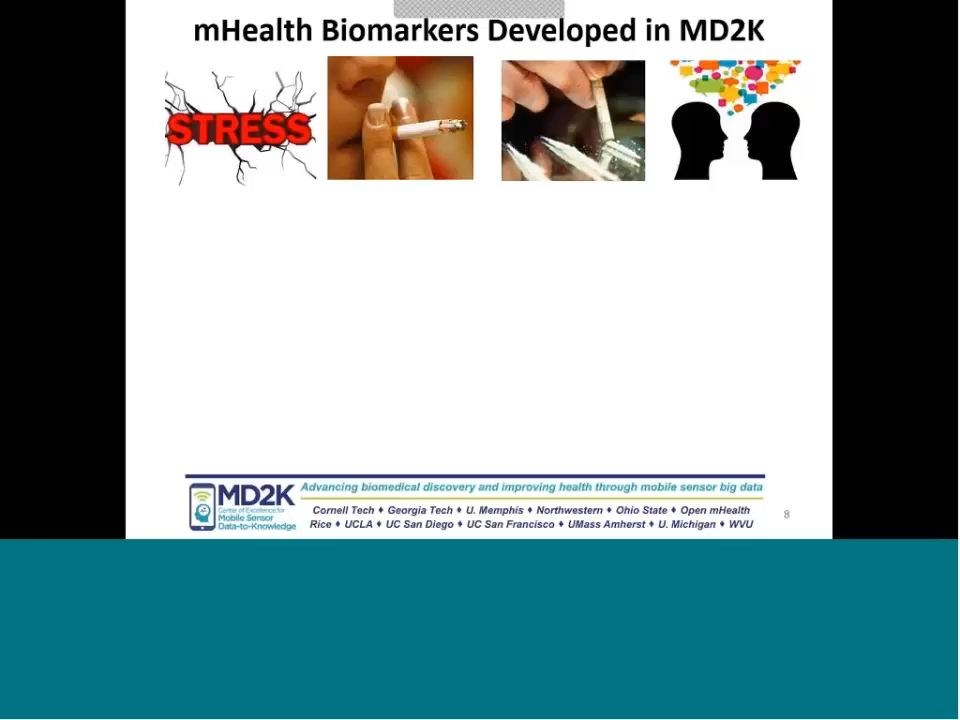 mHealth Biomarkers Developed in MD2K
STRESS
MD2K
Center of Excellence for
Mobile Sensor
Data-to-Knowledge
Advancing biomedical discovery and improving health through mobile sensor big data
Cornell Tech ♦ Georgia Tech ♦ U. Memphis ♦ Northwestern ♦ Ohio State ♦ Open mHealth
Rice ♦ UCLA ♦ UC San Diego ♦ UC San Francisco ♦ UMass Amherst ♦ U. Michigan ♦ WVU
8